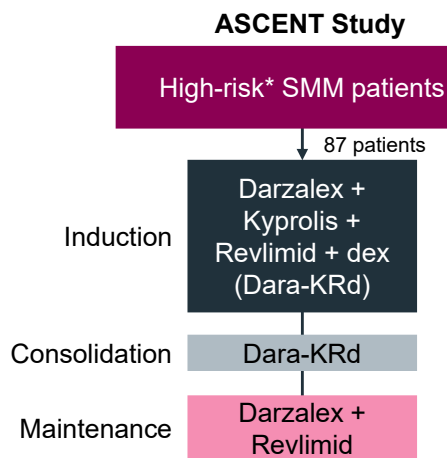 ASCENT Study
High-risk* SMM patients
87 patients
Induction
Darzalex +
Kyprolis +
Revlimid + dex
(Dara-KRd)
Consolidation
Dara-KRd
Maintenance
Darzalex +
Revlimid